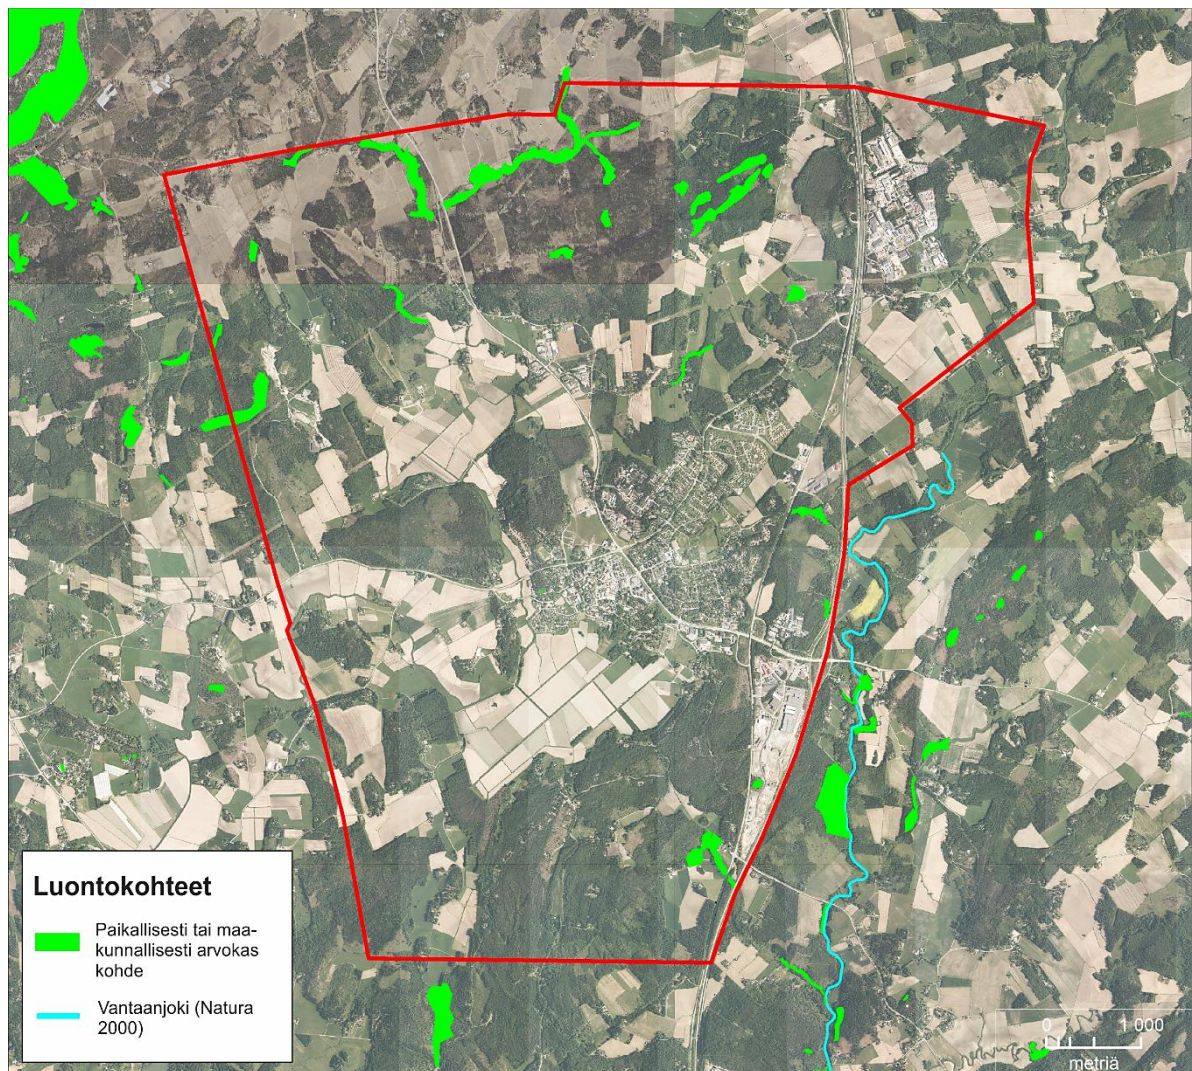 Luontokohteet
Paikallisesti tai maa-
kunnallisesti arvokas
kohde
Vantaanjoki (Natura
2000)
0 1 000
metriä